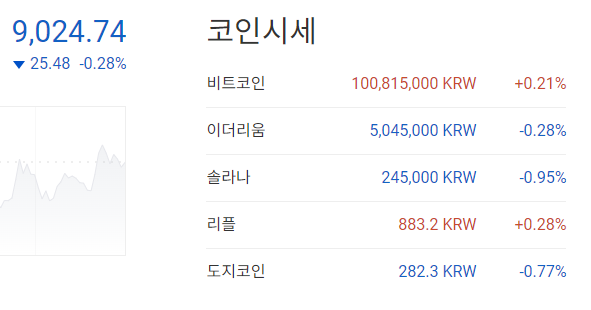 9,024.74
▼ 25.48 -0.28%
코인시세
비트코인 100,815,000 KRW +0.21%
이더리움 5,045,000 KRW -0.28%
솔라나 245,000 KRW -0.95%
리플 883.2 KRW +0.28%
도지코인 282.3 KRW -0.77%